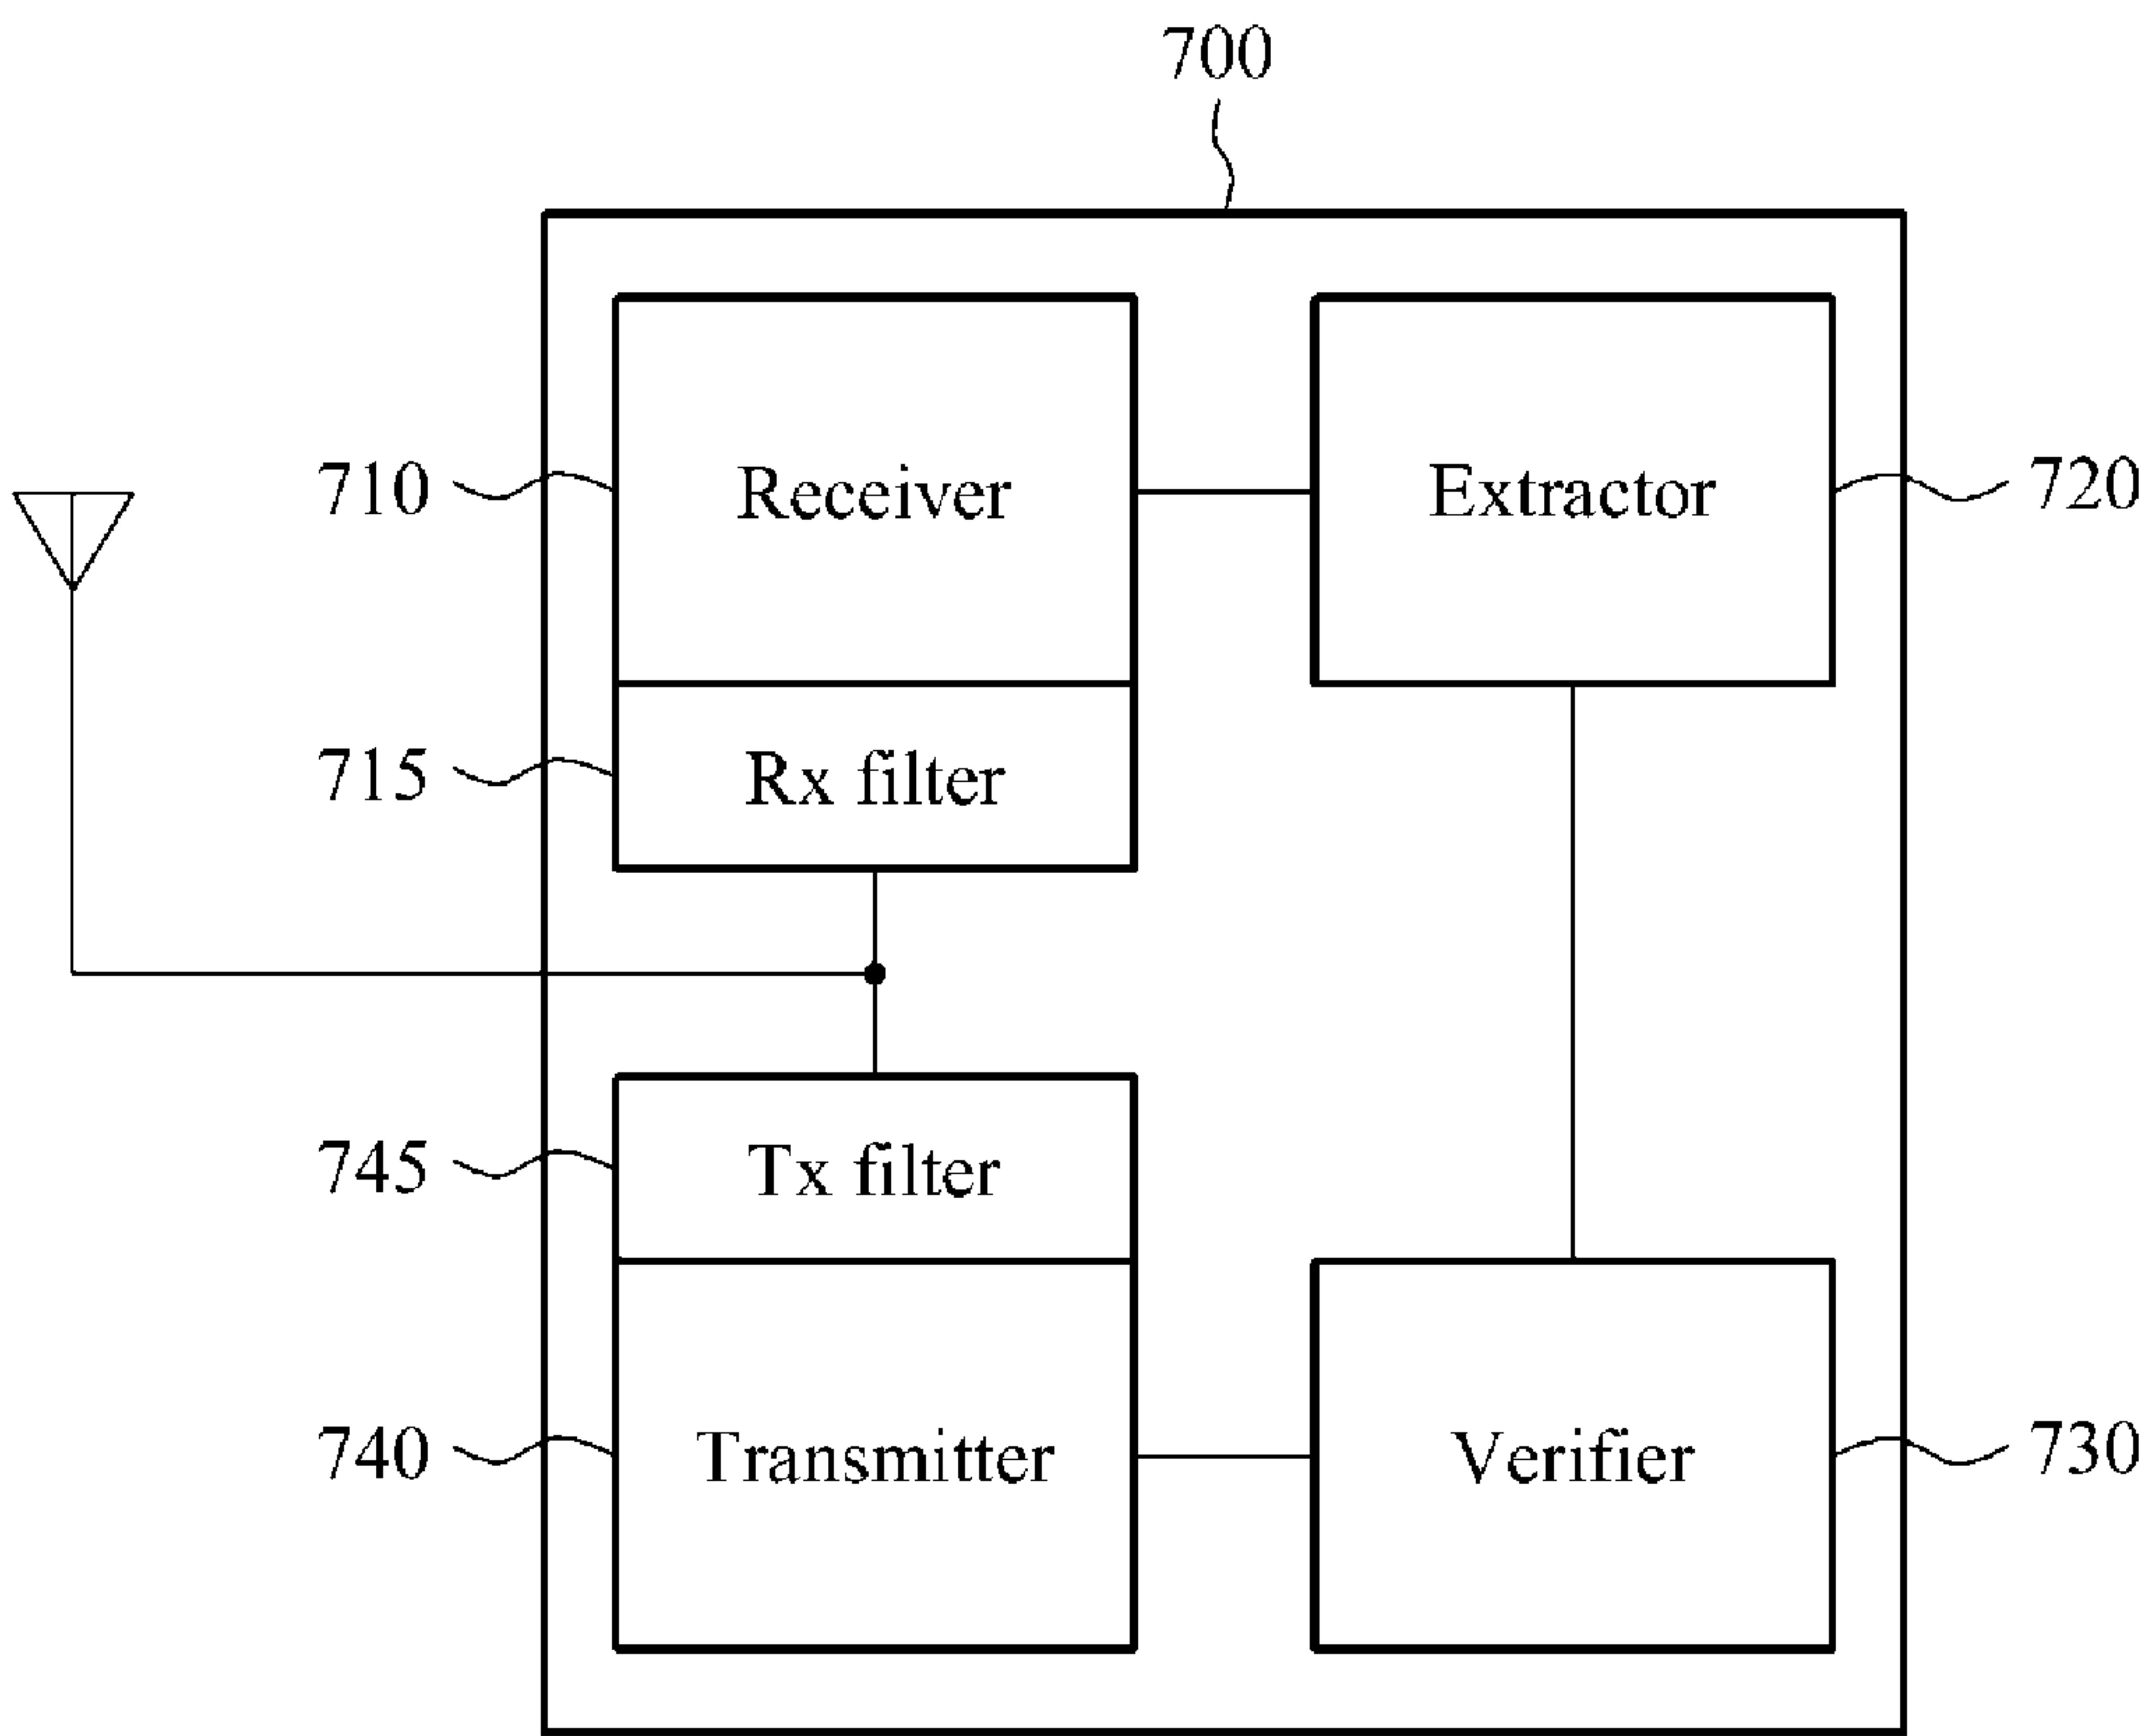 700
710
Receiver
Extractor
720
715
Rx filter
745
Tx filter
740
Transmitter
Verifier
730